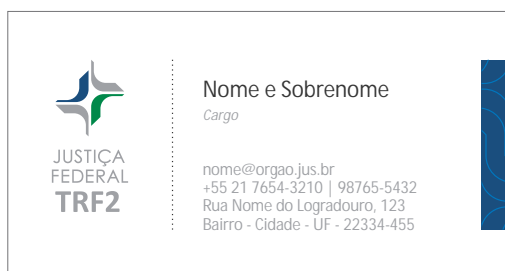 JUSTIÇA
FEDERAL
TRF2
Nome e Sobrenome
Cargo
nome@orgao.jus.br
+55 21 7654-3210 | 98765-5432
Rua Nome do Logradouro, 123
Bairro - Cidade - UF - 22334-455